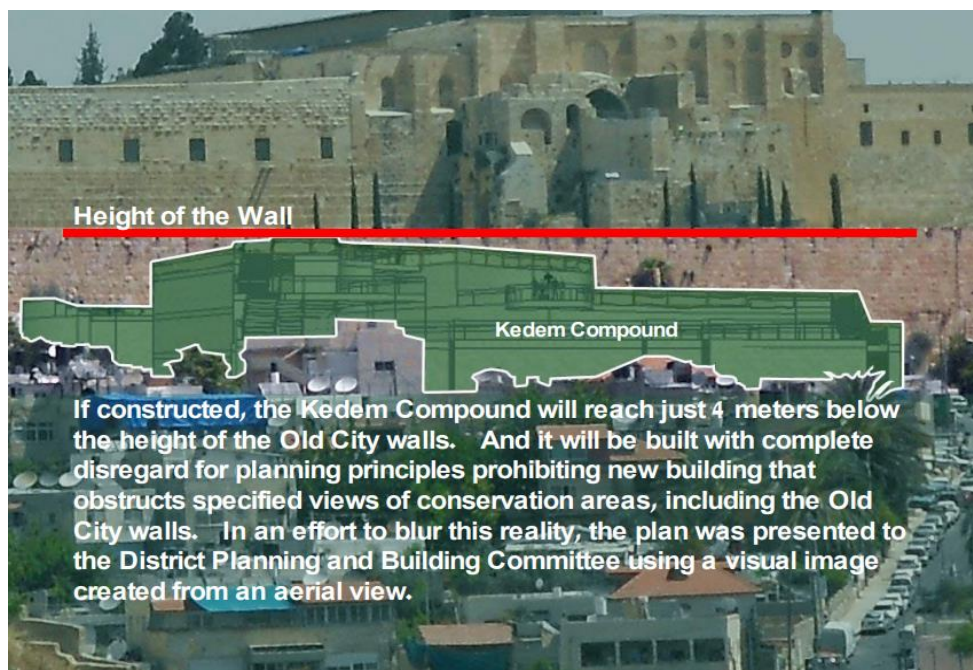 Height of the Wall
Kedem Compound
If constructed, the Kedem Compound will reach just 4 meters below
the height of the Old City walls. And it will be built with complete
disregard for planning principles prohibiting new building that
obstructs specified views of conservation areas, including the Old
City walls. In an effort to blur this reality, the plan was presented to
the District Planning and Building Committee using a visual image
created from an aerial view.